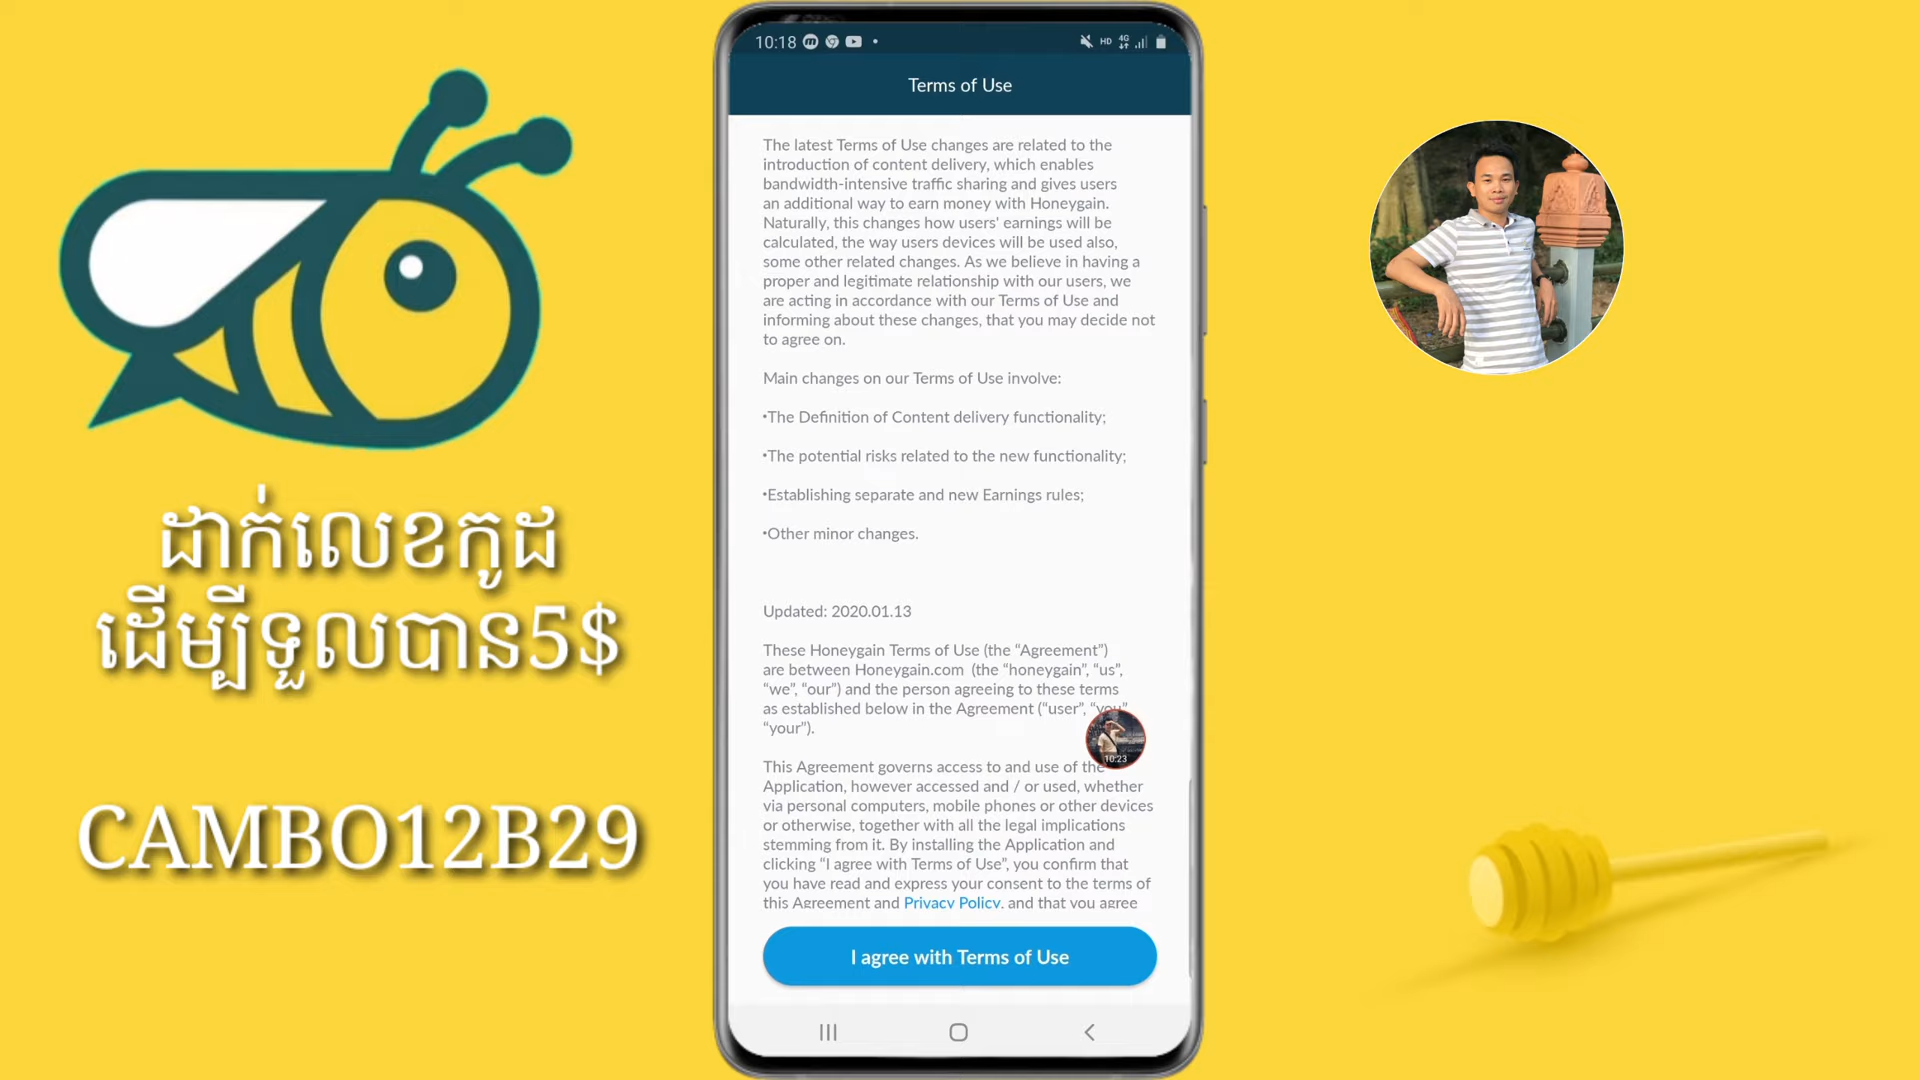 ដាក់លេខកូដ
ដើម្បីទួលបាន5$
CAMBO12B29
10:18
HD 4G
Terms of Use
The latest Terms of Use changes are related to the
introduction of content delivery, which enables
bandwidth-intensive traffic sharing and gives users
an additional way to earn money with Honeygain.
Naturally, this changes how users' earnings will be
calculated, the way users devices will be used also,
some other related changes. As we believe in having a
proper and legitimate relationship with our users, we
are acting in accordance with our Terms of Use and
informing about these changes, that you may decide not
to agree on.
Main changes on our Terms of Use involve:
•The Definition of Content delivery functionality;
•The potential risks related to the new functionality;
•Establishing separate and new Earnings rules;
•Other minor changes.
Updated: 2020.01.13
These Honeygain Terms of Use (the “Agreement”)
are between Honeygain.com (the “honeygain”, “us”,
“we”, “our”) and the person agreeing to these terms
as established below in the Agreement (“user”, “you”
“your”).
10:23
This Agreement governs access to and use of the
Application, however accessed and / or used, whether
via personal computers, mobile phones or other devices
or otherwise, together with all the legal implications
stemming from it. By installing the Application and
clicking “I agree with Terms of Use”, you confirm that
you have read and express your consent to the terms of
this Agreement and Privacy Policy, and that you agree
I agree with Terms of Use